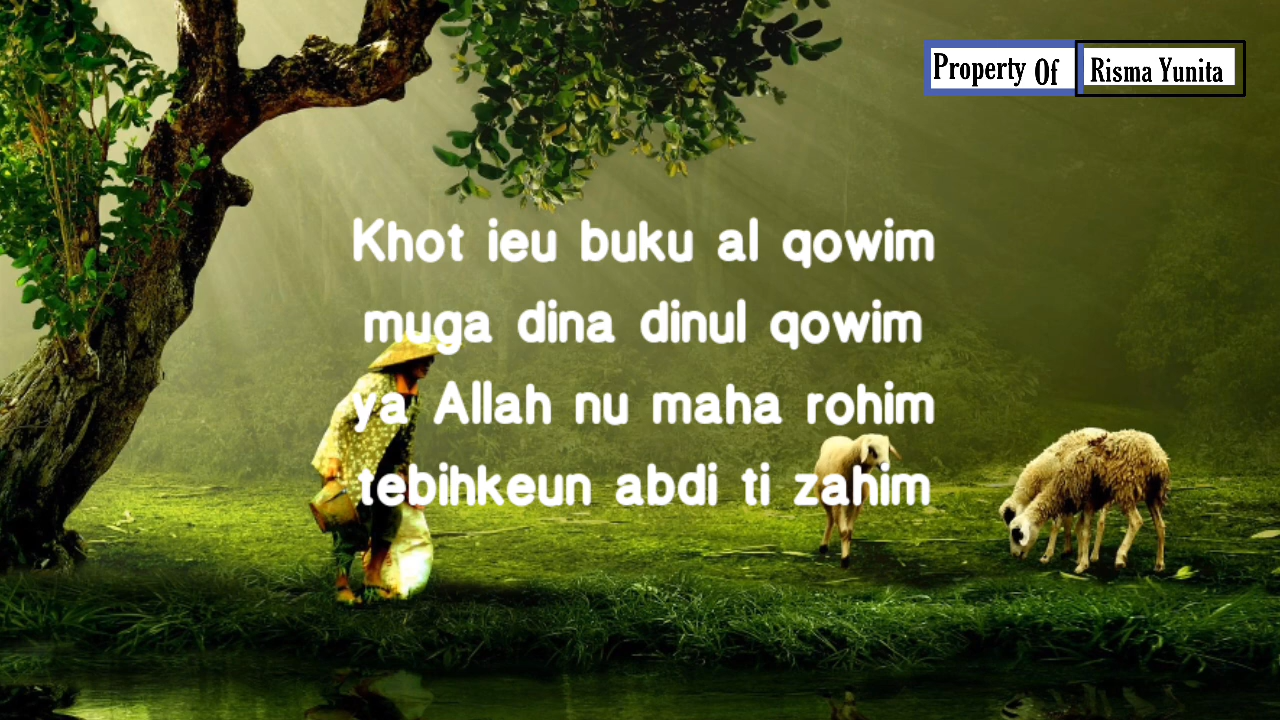 Property Of Risma Yunita
Khot ieu buku al qowim
muga dina dinul qowim
ya Allah nu maha rohim
tebihkeun abdi ti zahim